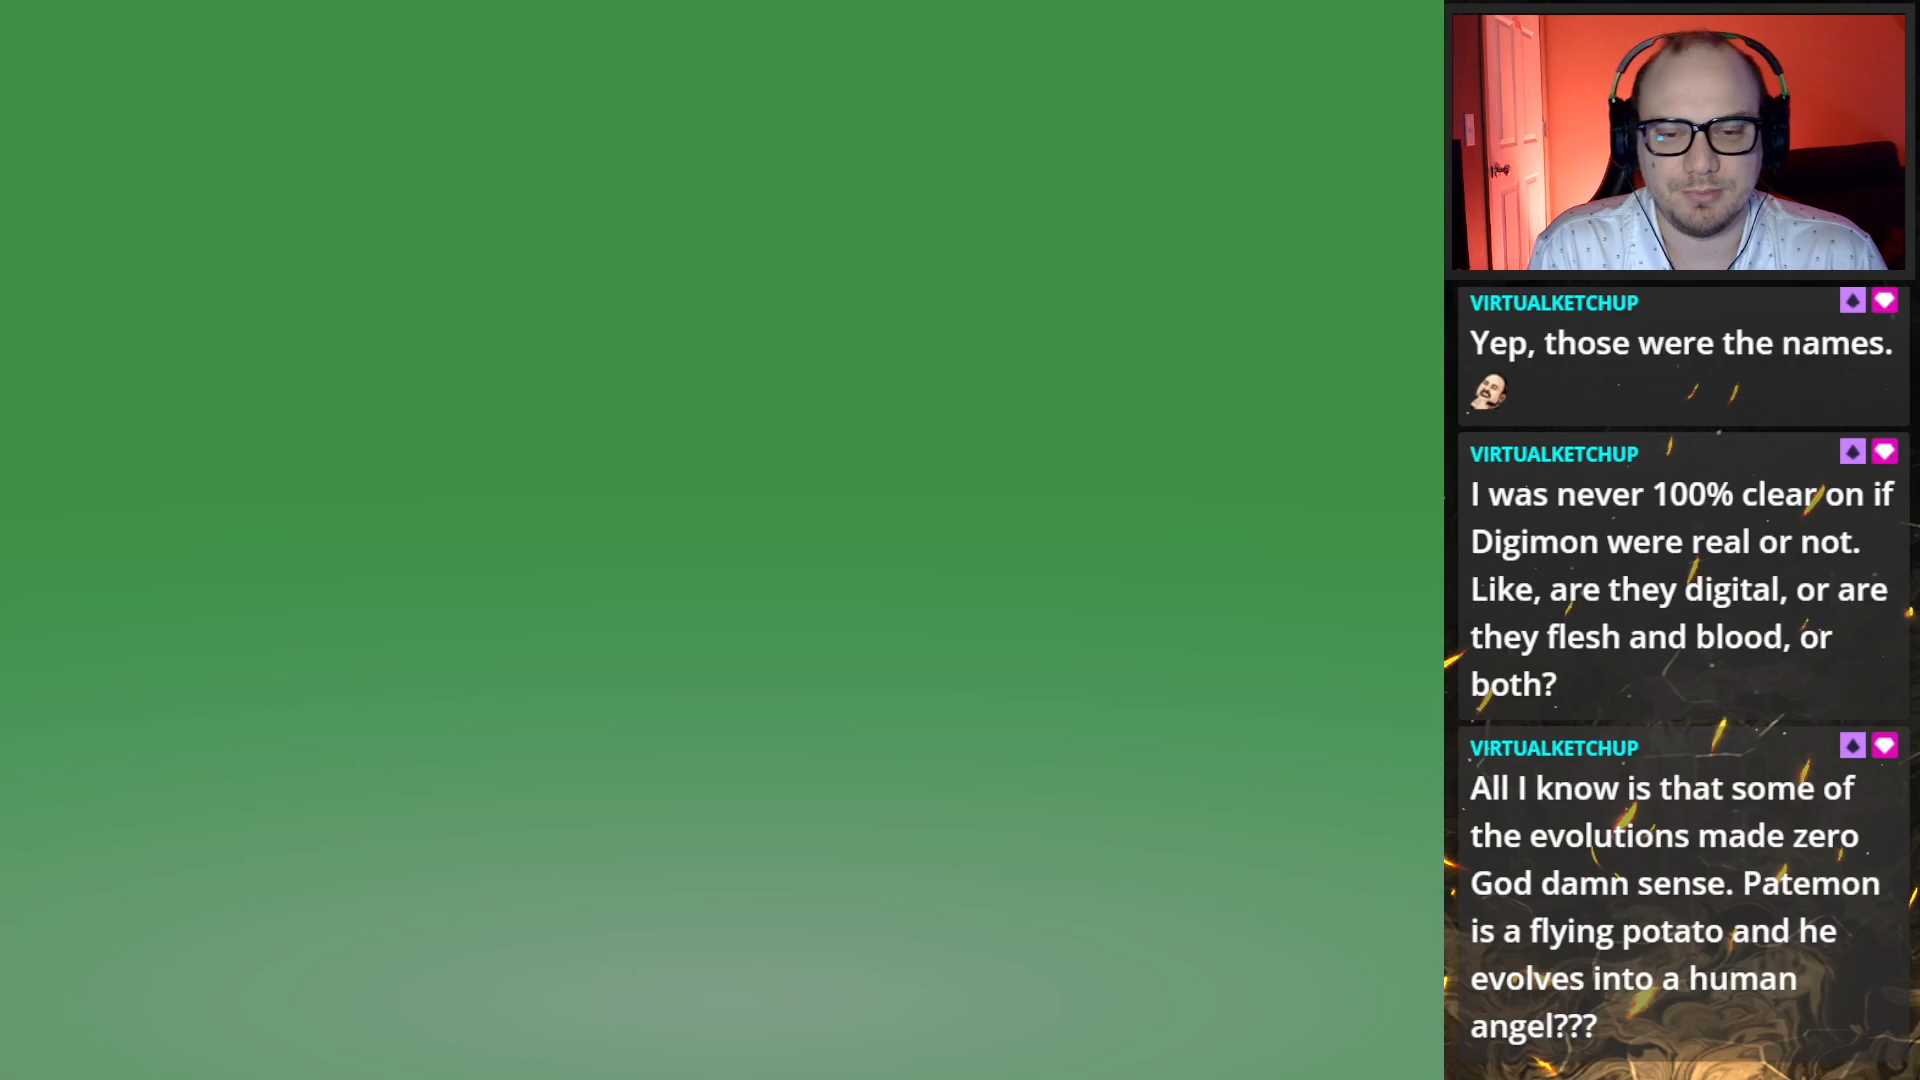 VIRTUALKETCHUP
Yep, those were the names.
VIRTUALKETCHUP
I was never 100% clear on if
Digimon were real or not.
Like, are they digital, or are
they flesh and blood, or
both?
VIRTUALKETCHUP
All I know is that some of
the evolutions made zero
God damn sense. Patemon
is a flying potato and he
evolves into a human
angel???